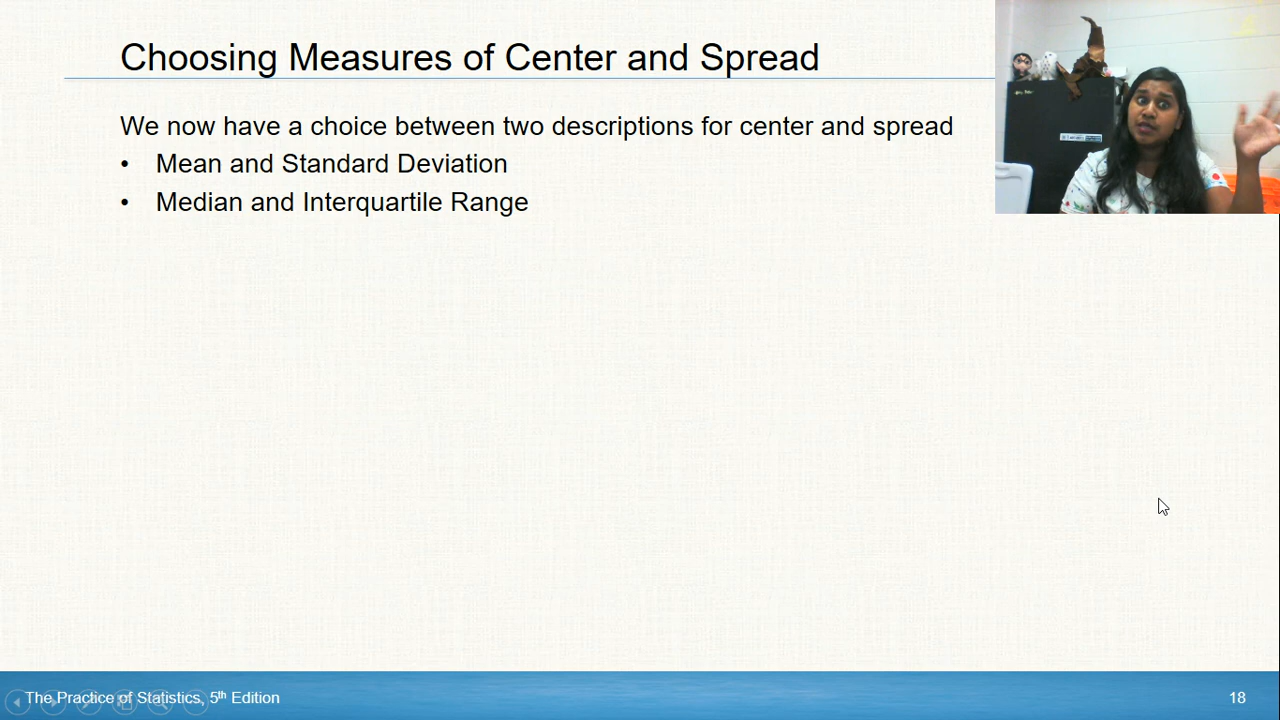 Choosing Measures of Center and Spread
We now have a choice between two descriptions for center and spread
• Mean and Standard Deviation
• Median and Interquartile Range
The Practice of Statistics, 5th Edition
18